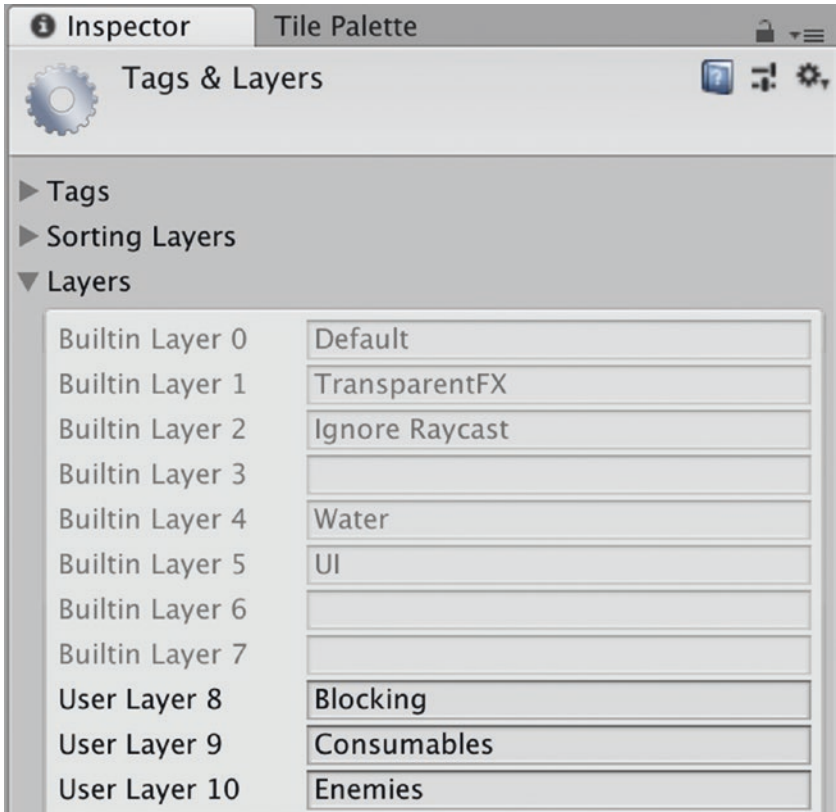 Inspector
Tile Palette
Tags & Layers
Tags
Sorting Layers
Layers
Builtin Layer 0 Default
Builtin Layer 1 TransparentFX
Builtin Layer 2 Ignore Raycast
Builtin Layer 3
Builtin Layer 4 Water
Builtin Layer 5 UI
Builtin Layer 6
Builtin Layer 7
User Layer 8 Blocking
User Layer 9 Consumables
User Layer 10 Enemies